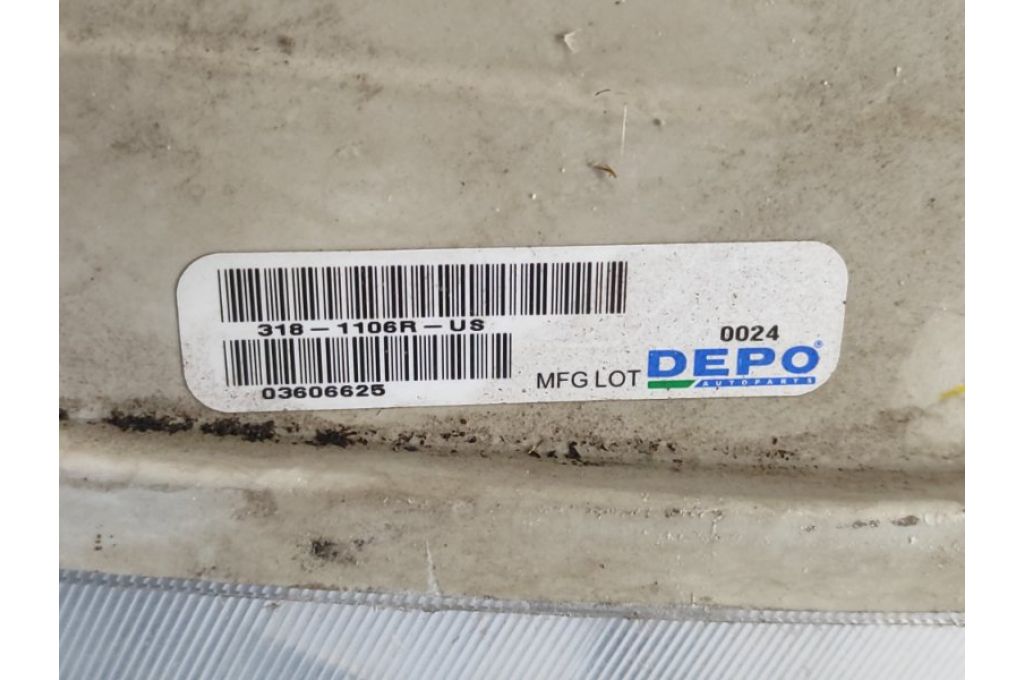 318-1106R-US
0024
03606625
MFG LOT DEPO®
AUTOPARTS